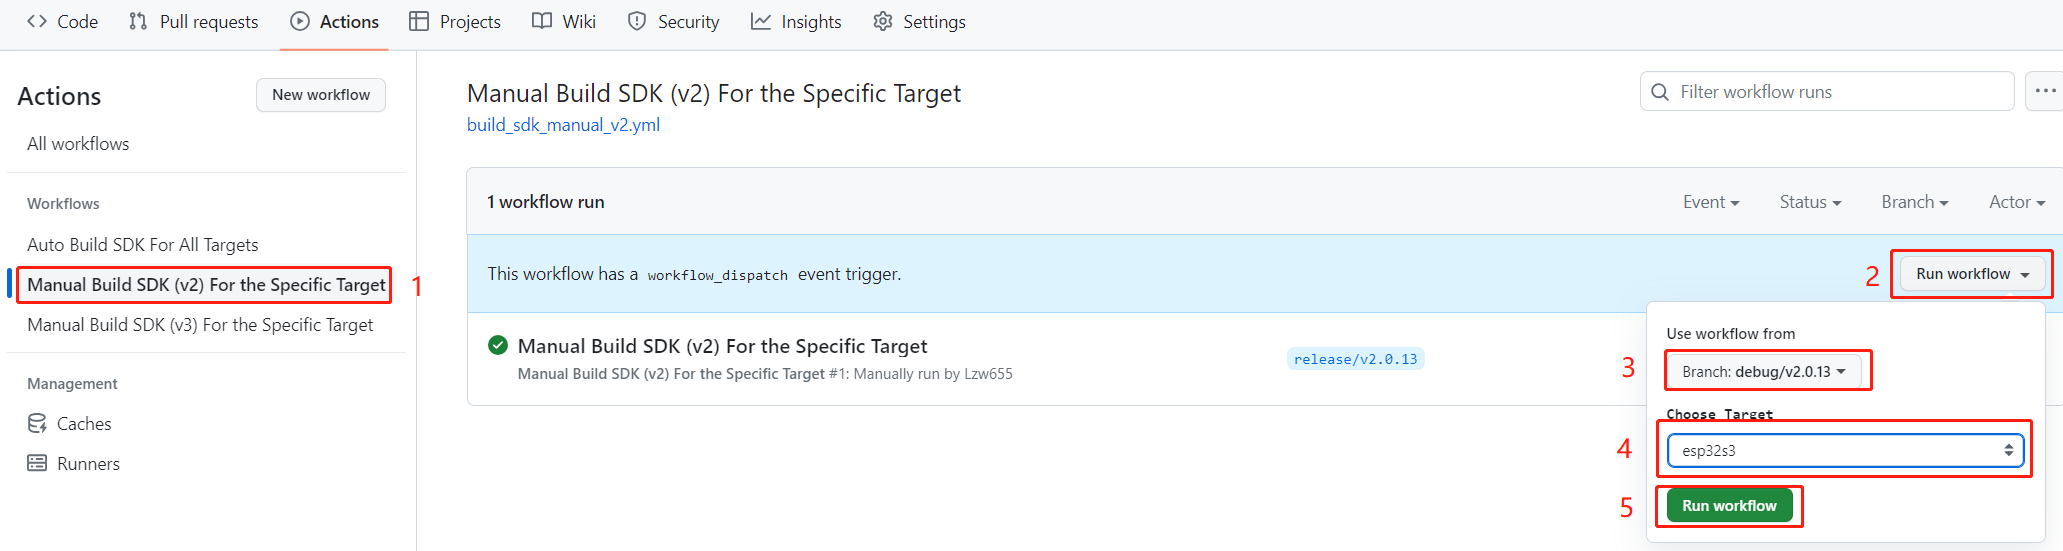 Code Pull requests Actions Projects Wiki Security Insights Settings
Actions
New workflow
All workflows
Workflows
Auto Build SDK For All Targets
Manual Build SDK (v2) For the Specific Target 1
Manual Build SDK (v3) For the Specific Target
Management
Caches
Runners
Manual Build SDK (v2) For the Specific Target
build_sdk_manual_v2.yml
Filter workflow runs
1 workflow run
Event Status Branch Actor
This workflow has a workflow_dispatch event trigger.
2 Run workflow
Manual Build SDK (v2) For the Specific Target
Manual Build SDK (v2) For the Specific Target #1: Manually run by Lzw655
release/v2.0.13
Use workflow from
3 Branch: debug/v2.0.13
Choose Target
4 esp32s3
5 Run workflow